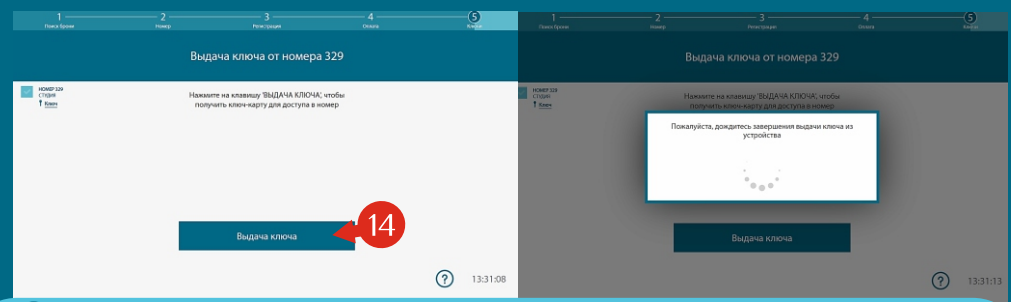 1 2 3 4 5
Поиск брони Номер Регистрация Оплата Ключи
Выдача ключа от номера 329
НОМЕР 329
СТУДИЯ
Ключ
Нажмите на клавишу 'ВЫДАЧА КЛЮЧА', чтобы
получить ключ-карту для доступа в номер
Выдача ключа
14
13:31:08
1 2 3 4 5
Поиск брони Номер Регистрация Оплата Ключи
Выдача ключа от номера 329
НОМЕР 329
СТУДИЯ
Ключ
Нажмите на клавишу 'ВЫДАЧА КЛЮЧА', чтобы
получить ключ-карту для доступа в номер
Пожалуйста, дождитесь завершения выдачи ключа из
устройства
Выдача ключа
?
13:31:13